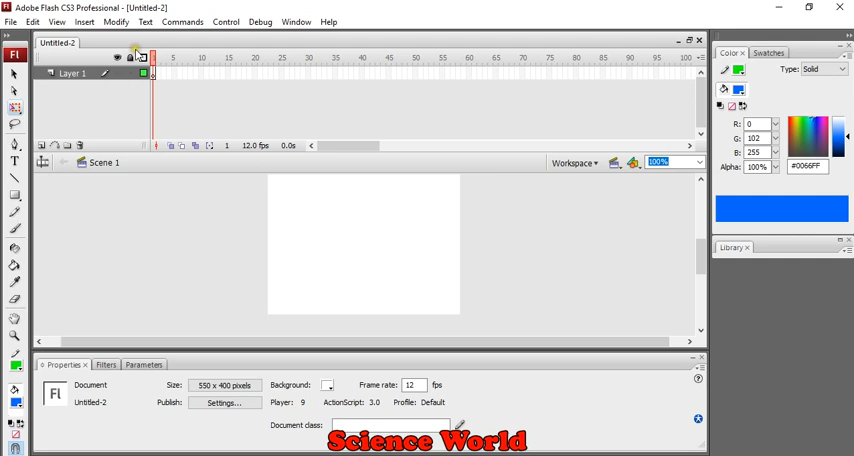 Adobe Flash CS3 Professional - [Untitled-2]
File Edit View Insert Modify Text Commands Control Debug Window Help
Untitled-2
5 10 15 20 25 30 35 40 45 50 55 60 65 70 75 80 85 90 95 100
Layer 1
1 12.0 fps 0.0s
Scene 1 Workspace 100%
Color Swatches
Type: Solid
R: 0
G: 102
B: 255
Alpha: 100% #0066FF
Library
Fl
Properties Filters Parameters
Fl Document Size: 550 x 400 pixels Background: Frame rate: 12 fps
Untitled-2 Publish: Settings... Player: 9 ActionScript: 3.0 Profile: Default
Document class:
Science World